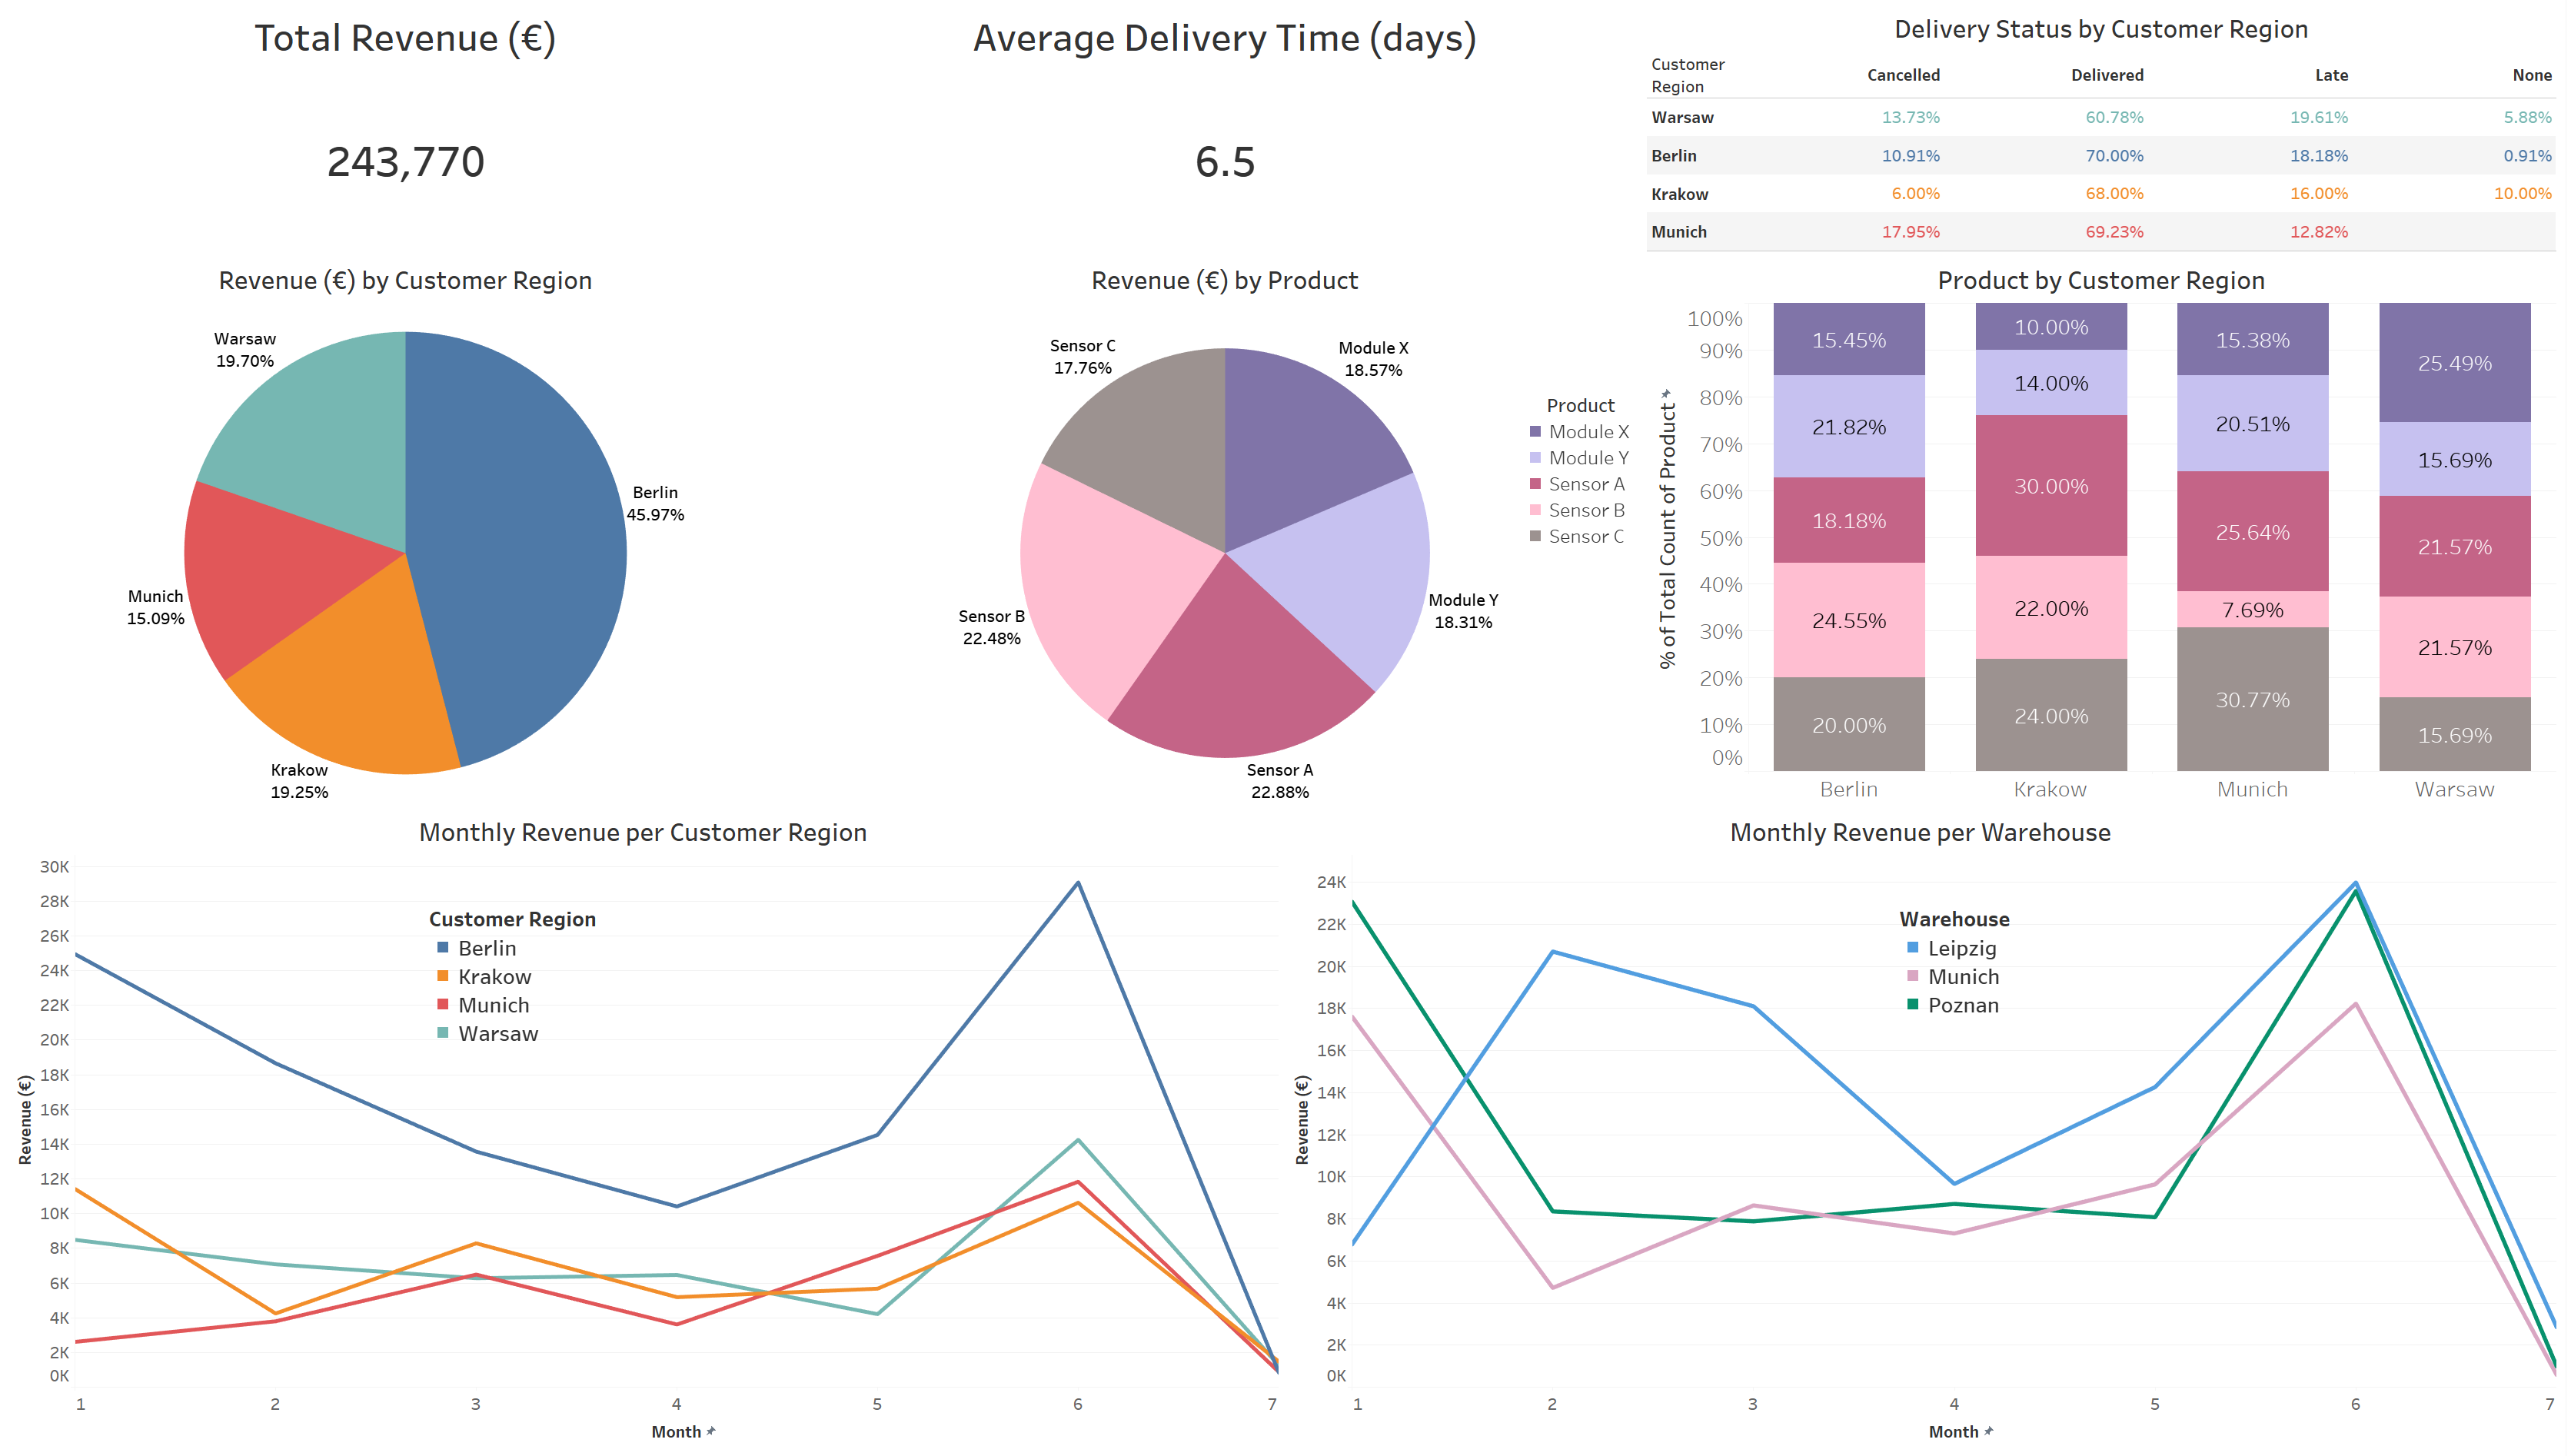 Total Revenue (€)
243,770
Average Delivery Time (days)
6.5
Delivery Status by Customer Region
Customer
Region
Cancelled Delivered Late None
Warsaw 13.73% 60.78% 19.61% 5.88%
Berlin 10.91% 70.00% 18.18% 0.91%
Krakow 6.00% 68.00% 16.00% 10.00%
Munich 17.95% 69.23% 12.82%
Revenue (€) by Customer Region
Warsaw
19.70%
Berlin
45.97%
Munich
15.09%
Krakow
19.25%
Revenue (€) by Product
Sensor C
17.76%
Module X
18.57%
Sensor B
22.48%
Module Y
18.31%
Sensor A
22.88%
Product
Module X
Module Y
Sensor A
Sensor B
Sensor C
Product by Customer Region
% of Total Count of Product
100%
90%
80%
70%
60%
50%
40%
30%
20%
10%
0%
15.45%
21.82%
18.18%
24.55%
20.00%
10.00%
14.00%
30.00%
22.00%
24.00%
15.38%
20.51%
25.64%
7.69%
30.77%
25.49%
15.69%
21.57%
21.57%
15.69%
Berlin Krakow Munich Warsaw
Monthly Revenue per Customer Region
Revenue (€)
30K
28K
26K
24K
22K
20K
18K
16K
14K
12K
10K
8K
6K
4K
2K
0K
Customer Region
Berlin
Krakow
Munich
Warsaw
1 2 3 4 5 6 7
Month
Monthly Revenue per Warehouse
Revenue (€)
24K
22K
20K
18K
16K
14K
12K
10K
8K
6K
4K
2K
0K
Warehouse
Leipzig
Munich
Poznan
1 2 3 4 5 6 7
Month